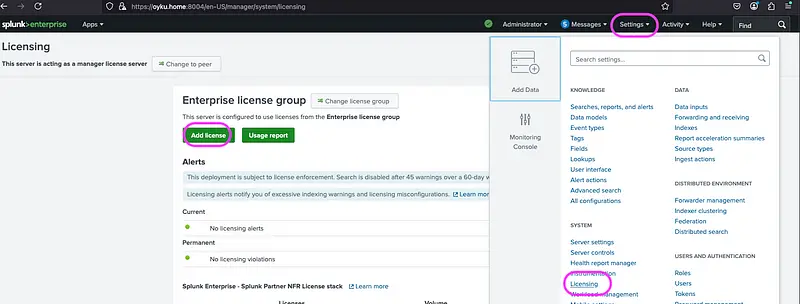 https://oyku.home:8004/en-US/manager/system/licensing
splunk>enterprise Apps Administrator S Messages Settings Activity Help Find
Licensing
This server is acting as a manager license server Change to peer
Enterprise license group Change license group
This server is configured to use licenses from the Enterprise license group
Add license Usage report
Alerts
This deployment is subject to license enforcement. Search is disabled after 45 warnings over a 60-day w
Licensing alerts notify you of excessive indexing warnings and licensing misconfigurations. Learn more
Current
No licensing alerts
Permanent
No licensing violations
Splunk Enterprise - Splunk Partner NFR License stack Learn more
Licenses Volume
Add Data
Monitoring
Console
Search settings...
KNOWLEDGE
Searches, reports, and alerts
Data models
Event types
Tags
Fields
Lookups
User interface
Alert actions
Advanced search
All configurations
SYSTEM
Server settings
Server controls
Health report manager
Instrumentation
Licensing
Workload management
DATA
Data inputs
Forwarding and receiving
Indexes
Report acceleration summaries
Source types
Ingest actions
DISTRIBUTED ENVIRONMENT
Forwarder management
Indexer clustering
Federation
Distributed search
USERS AND AUTHENTICATION
Roles
Users
Tokens